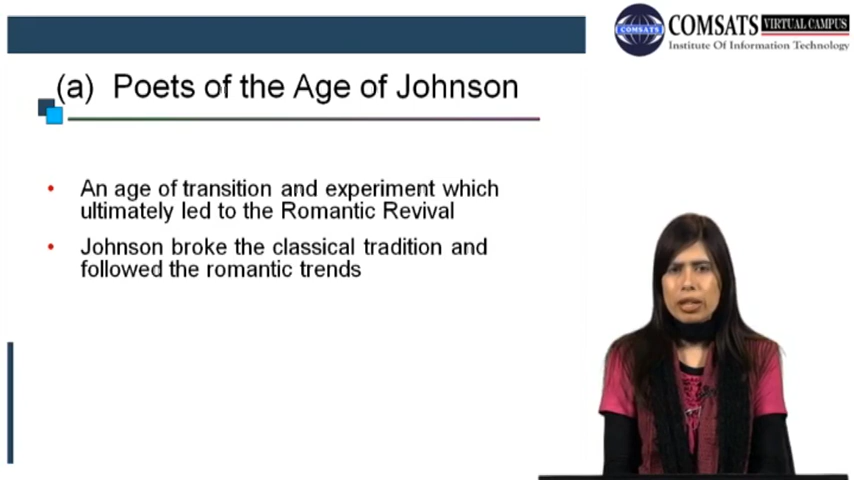 COMSATS VIRTUAL CAMPUS
Institute Of Information Technology
COMSATS
(a) Poets of the Age of Johnson
• An age of transition and experiment which
ultimately led to the Romantic Revival
• Johnson broke the classical tradition and
followed the romantic trends